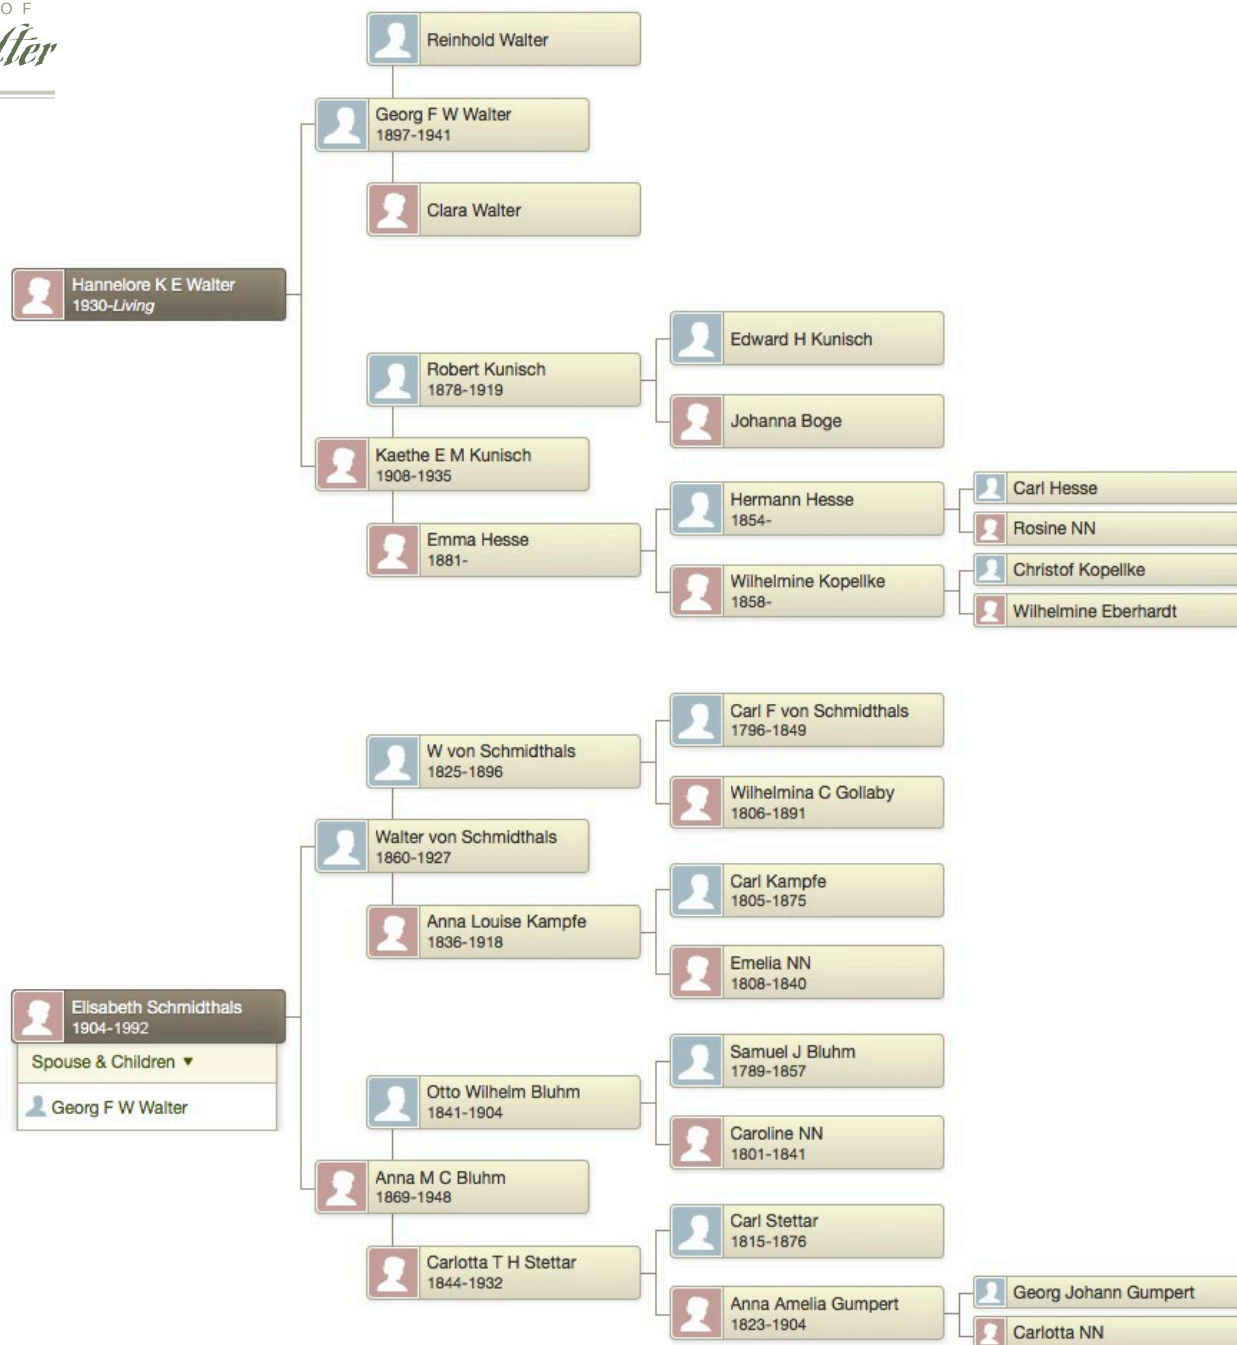 OF
Reinhold Walter
Georg F W Walter
1897-1941
Clara Walter
Hannelore K E Walter
1930-Living
Robert Kunisch
1878-1919
Edward H Kunisch
Johanna Boge
Kaethe E M Kunisch
1908-1935
Emma Hesse
1881-
Hermann Hesse
1854-
Wilhelmine Kopellke
1858-
Carl Hesse
Rosine NN
Christof Kopellke
Wilhelmine Eberhardt
Carl F von Schmidthals
1796-1849
W von Schmidthals
1825-1896
Wilhelmina C Gollaby
1806-1891
Walter von Schmidthals
1860-1927
Carl Kampfe
1805-1875
Anna Louise Kampfe
1836-1918
Emelia NN
1808-1840
Elisabeth Schmidthals
1904-1992
Spouse & Children ▼
Georg F W Walter
Samuel J Bluhm
1789-1857
Otto Wilhelm Bluhm
1841-1904
Caroline NN
1801-1841
Anna M C Bluhm
1869-1948
Carl Stettar
1815-1876
Carlotta T H Stettar
1844-1932
Anna Amelia Gumpert
1823-1904
Georg Johann Gumpert
Carlotta NN